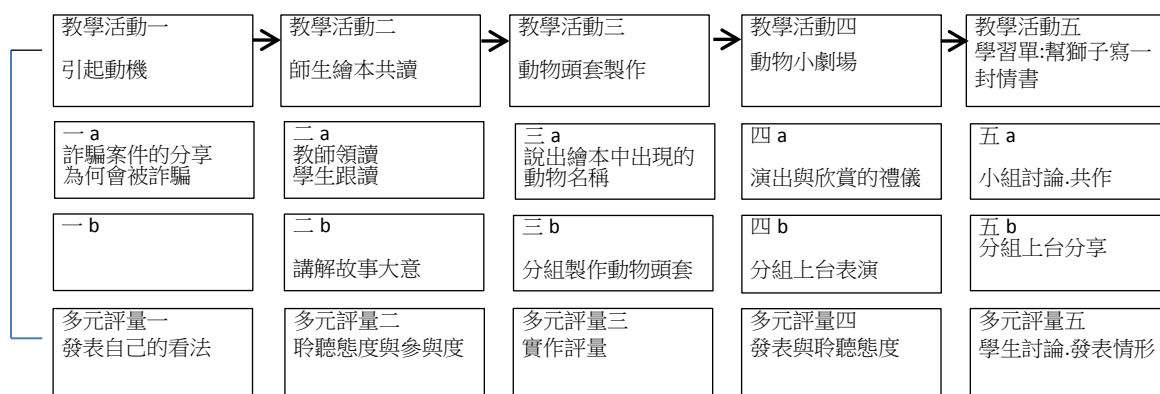 教學活動一
引起動機
教學活動二
師生繪本共讀
教學活動三
動物頭套製作
教學活動四
動物小劇場
教學活動五
學習單:幫獅子寫一
封情書
一 a
詐騙案件的分享
為何會被詐騙
二 a
教師領讀
學生跟讀
三 a
說出繪本中出現的
動物名稱
四 a
演出與欣賞的禮儀
五 a
小組討論.共作
一 b
二 b
講解故事大意
三 b
分組製作動物頭套
四 b
分組上台表演
五 b
分組上台分享
多元評量一
發表自己的看法
多元評量二
聆聽態度與參與度
多元評量三
實作評量
多元評量四
發表與聆聽態度
多元評量五
學生討論.發表情形